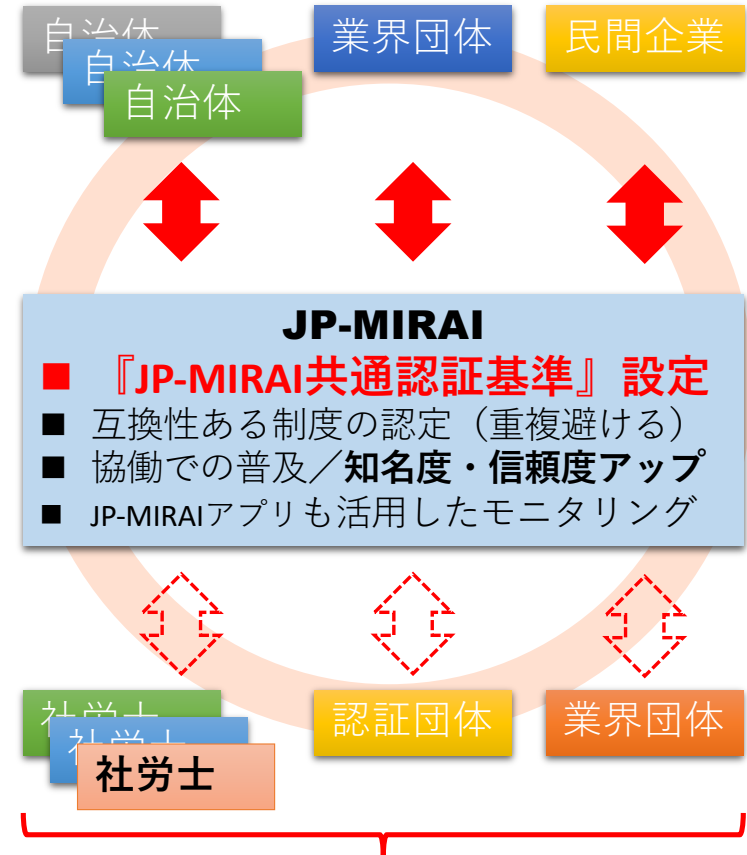 自治体
自治体
自治体
業界団体
民間企業
JP-MIRAI
■ 『JP-MIRAI共通認証基準』設定
■ 互換性ある制度の認定（重複避ける）
■ 協働での普及／知名度・信頼度アップ
■ JP-MIRAIアプリも活用したモニタリング
社労士
社労士
社労士
認証団体
業界団体